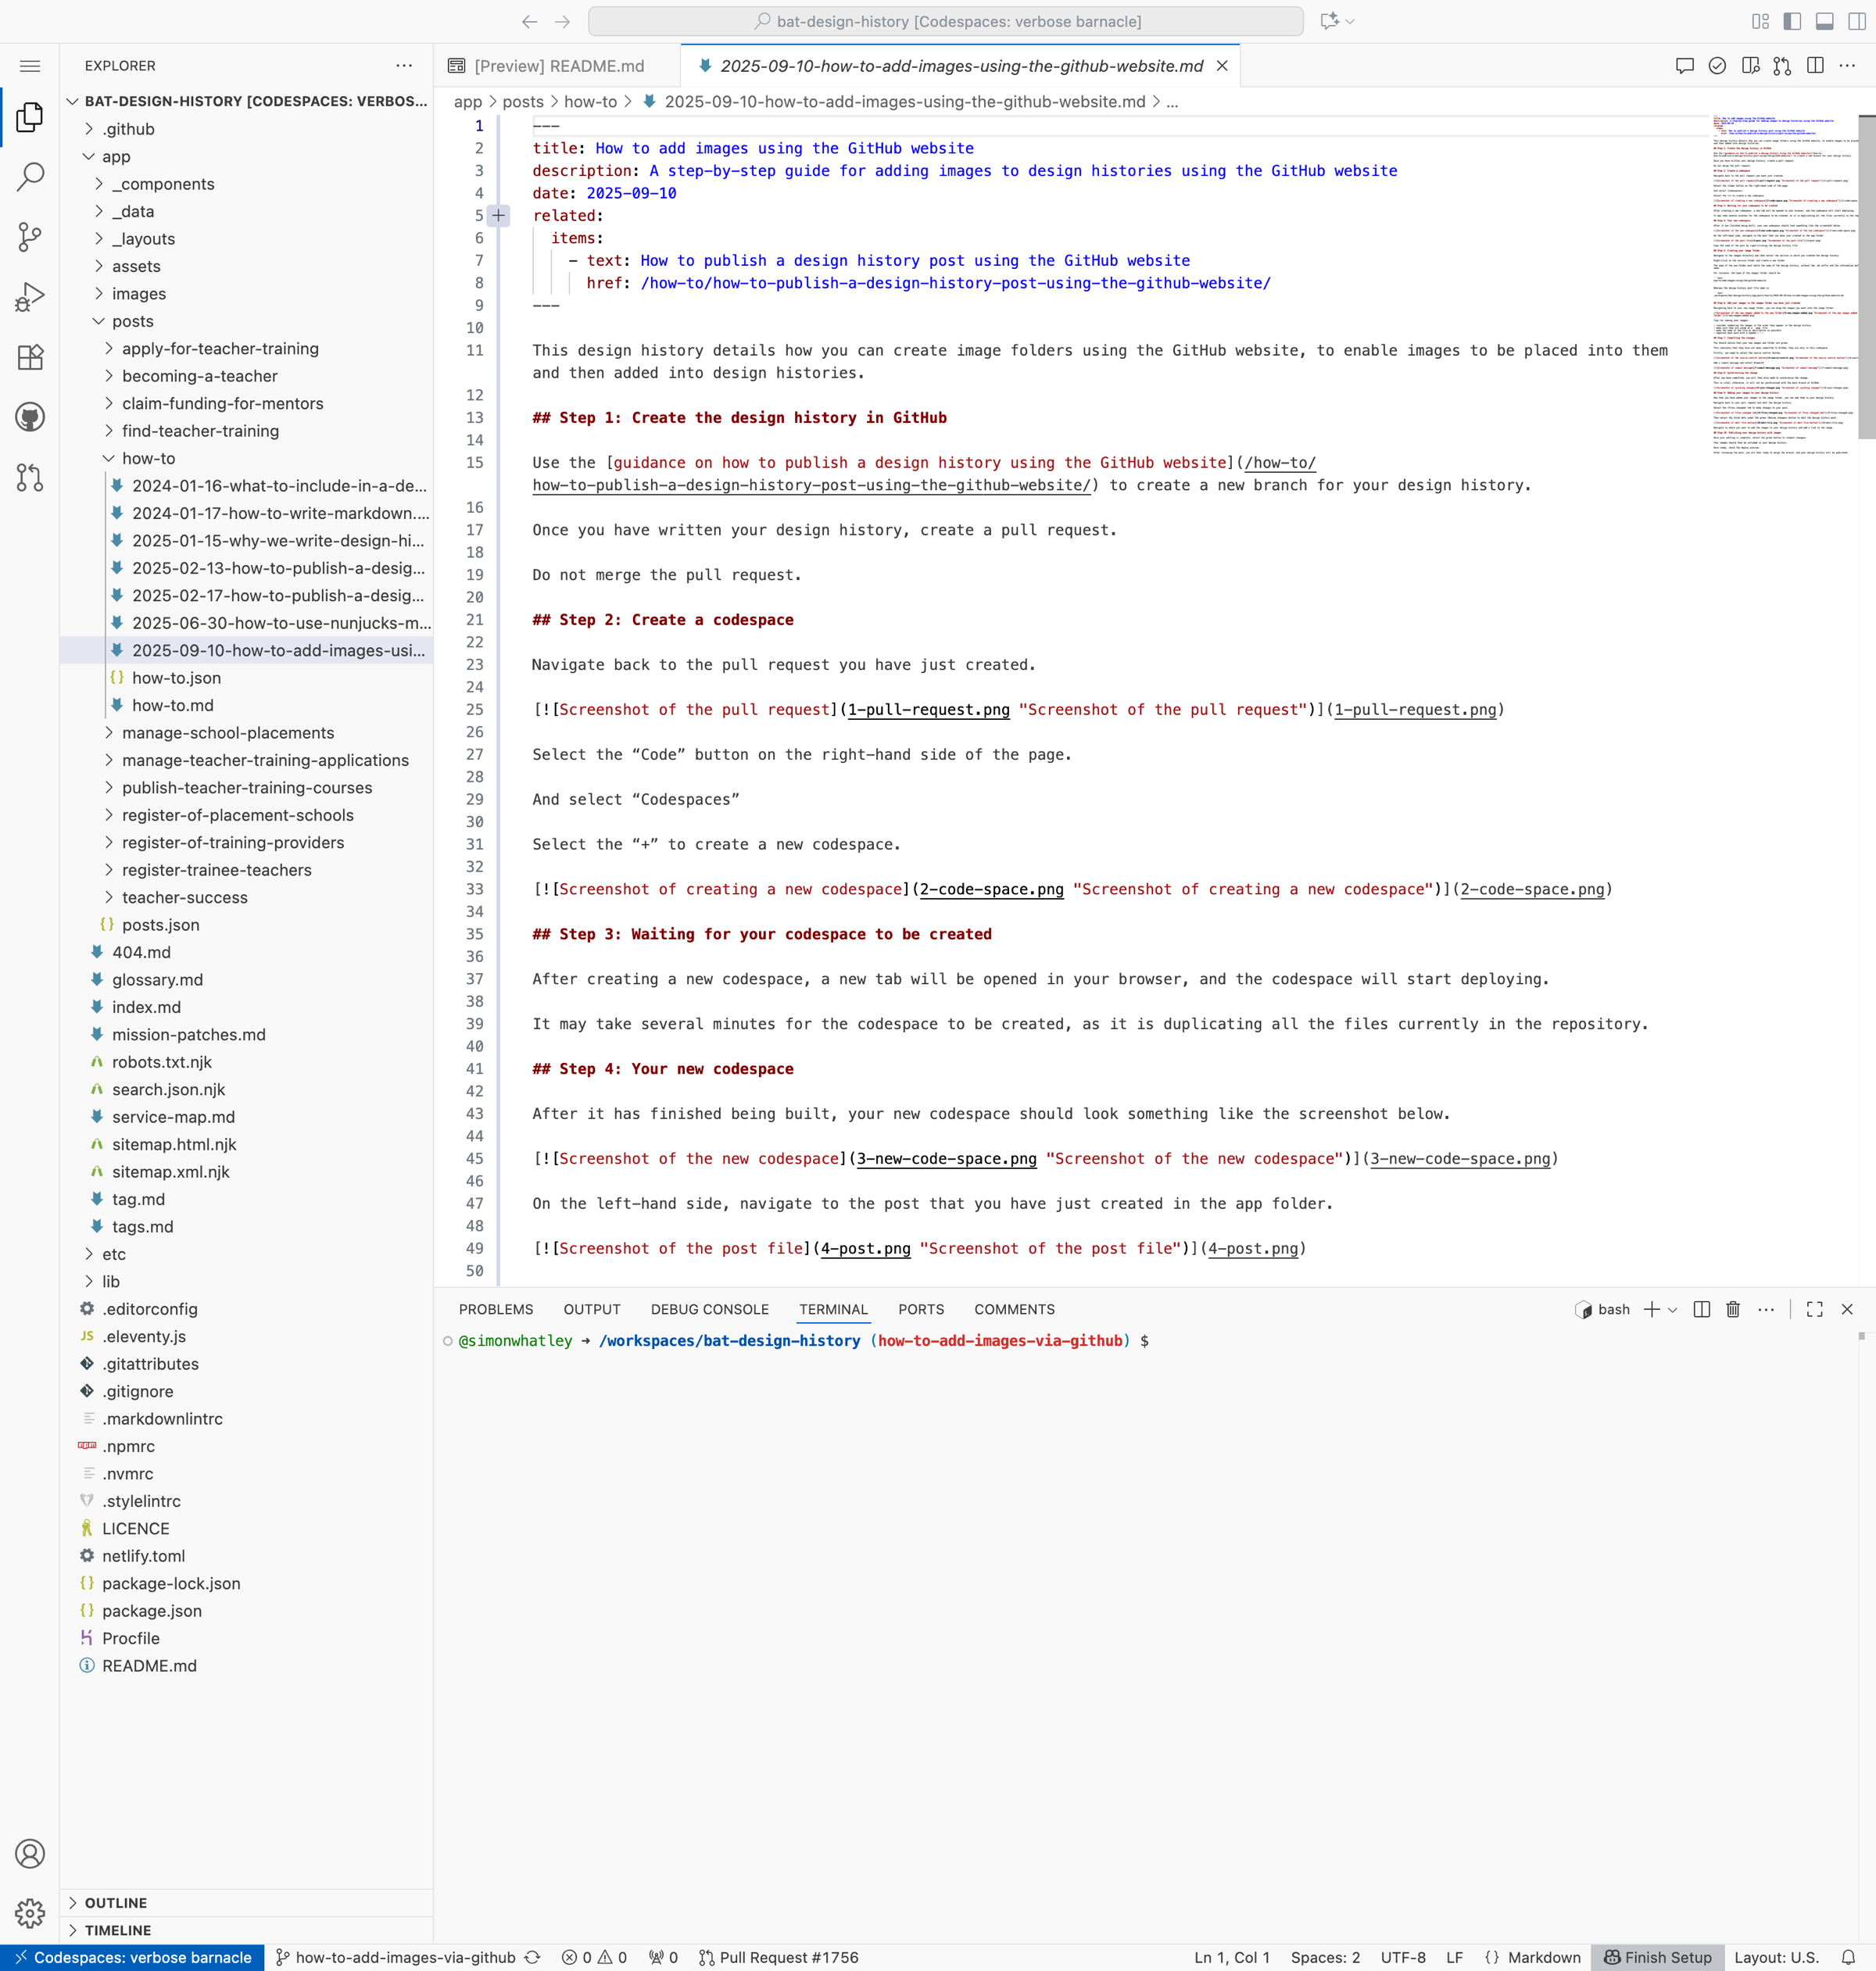 bat-design-history [Codespaces: verbose barnacle]
EXPLORER
BAT-DESIGN-HISTORY [CODESPACES: VERBOS...
.github
app
_components
_data
_layouts
assets
images
posts
apply-for-teacher-training
becoming-a-teacher
claim-funding-for-mentors
find-teacher-training
how-to
2024-01-16-what-to-include-in-a-de...
2024-01-17-how-to-write-markdown....
2025-01-15-why-we-write-design-hi...
2025-02-13-how-to-publish-a-desig...
2025-02-17-how-to-publish-a-desig...
2025-06-30-how-to-use-nunjucks-m...
2025-09-10-how-to-add-images-usi...
how-to.json
how-to.md
manage-school-placements
manage-teacher-training-applications
publish-teacher-training-courses
register-of-placement-schools
register-of-training-providers
register-trainee-teachers
teacher-success
posts.json
404.md
glossary.md
index.md
mission-patches.md
robots.txt.njk
search.json.njk
service-map.md
sitemap.html.njk
sitemap.xml.njk
tag.md
tags.md
etc
lib
.editorconfig
JS .eleventy.js
.gitattributes
.gitignore
.markdownlintrc
.npmrc
.nvmrc
.stylelintrc
LICENCE
netlify.toml
package-lock.json
package.json
Procfile
README.md
OUTLINE
TIMELINE
[Preview] README.md
2025-09-10-how-to-add-images-using-the-github-website.md
app > posts > how-to > 2025-09-10-how-to-add-images-using-the-github-website.md > ...
1 ---
2 title: How to add images using the GitHub website
3 description: A step-by-step guide for adding images to design histories using the GitHub website
4 date: 2025-09-10
5 related:
6 items:
7 - text: How to publish a design history post using the GitHub website
8 href: /how-to/how-to-publish-a-design-history-post-using-the-github-website/
9 ---
10
11 This design history details how you can create image folders using the GitHub website, to enable images to be placed into them
and then added into design histories.
12
13 ## Step 1: Create the design history in GitHub
14
15 Use the [guidance on how to publish a design history using the GitHub website](/how-to/
how-to-publish-a-design-history-post-using-the-github-website/) to create a new branch for your design history.
16
17 Once you have written your design history, create a pull request.
18
19 Do not merge the pull request.
20
21 ## Step 2: Create a codespace
22
23 Navigate back to the pull request you have just created.
24
25 [![Screenshot of the pull request](1-pull-request.png "Screenshot of the pull request")](1-pull-request.png)
26
27 Select the “Code” button on the right-hand side of the page.
28
29 And select “Codespaces”
30
31 Select the “+” to create a new codespace.
32
33 [![Screenshot of creating a new codespace](2-code-space.png "Screenshot of creating a new codespace")](2-code-space.png)
34
35 ## Step 3: Waiting for your codespace to be created
36
37 After creating a new codespace, a new tab will be opened in your browser, and the codespace will start deploying.
38
39 It may take several minutes for the codespace to be created, as it is duplicating all the files currently in the repository.
40
41 ## Step 4: Your new codespace
42
43 After it has finished being built, your new codespace should look something like the screenshot below.
44
45 [![Screenshot of the new codespace](3-new-code-space.png "Screenshot of the new codespace")](3-new-code-space.png)
46
47 On the left-hand side, navigate to the post that you have just created in the app folder.
48
49 [![Screenshot of the post file](4-post.png "Screenshot of the post file")](4-post.png)
50
PROBLEMS OUTPUT DEBUG CONSOLE TERMINAL PORTS COMMENTS bash
@simonwhatley → /workspaces/bat-design-history (how-to-add-images-via-github) $
Codespaces: verbose barnacle how-to-add-images-via-github 0 0 0 Pull Request #1756 Ln 1, Col 1 Spaces: 2 UTF-8 LF {} Markdown Finish Setup Layout: U.S.